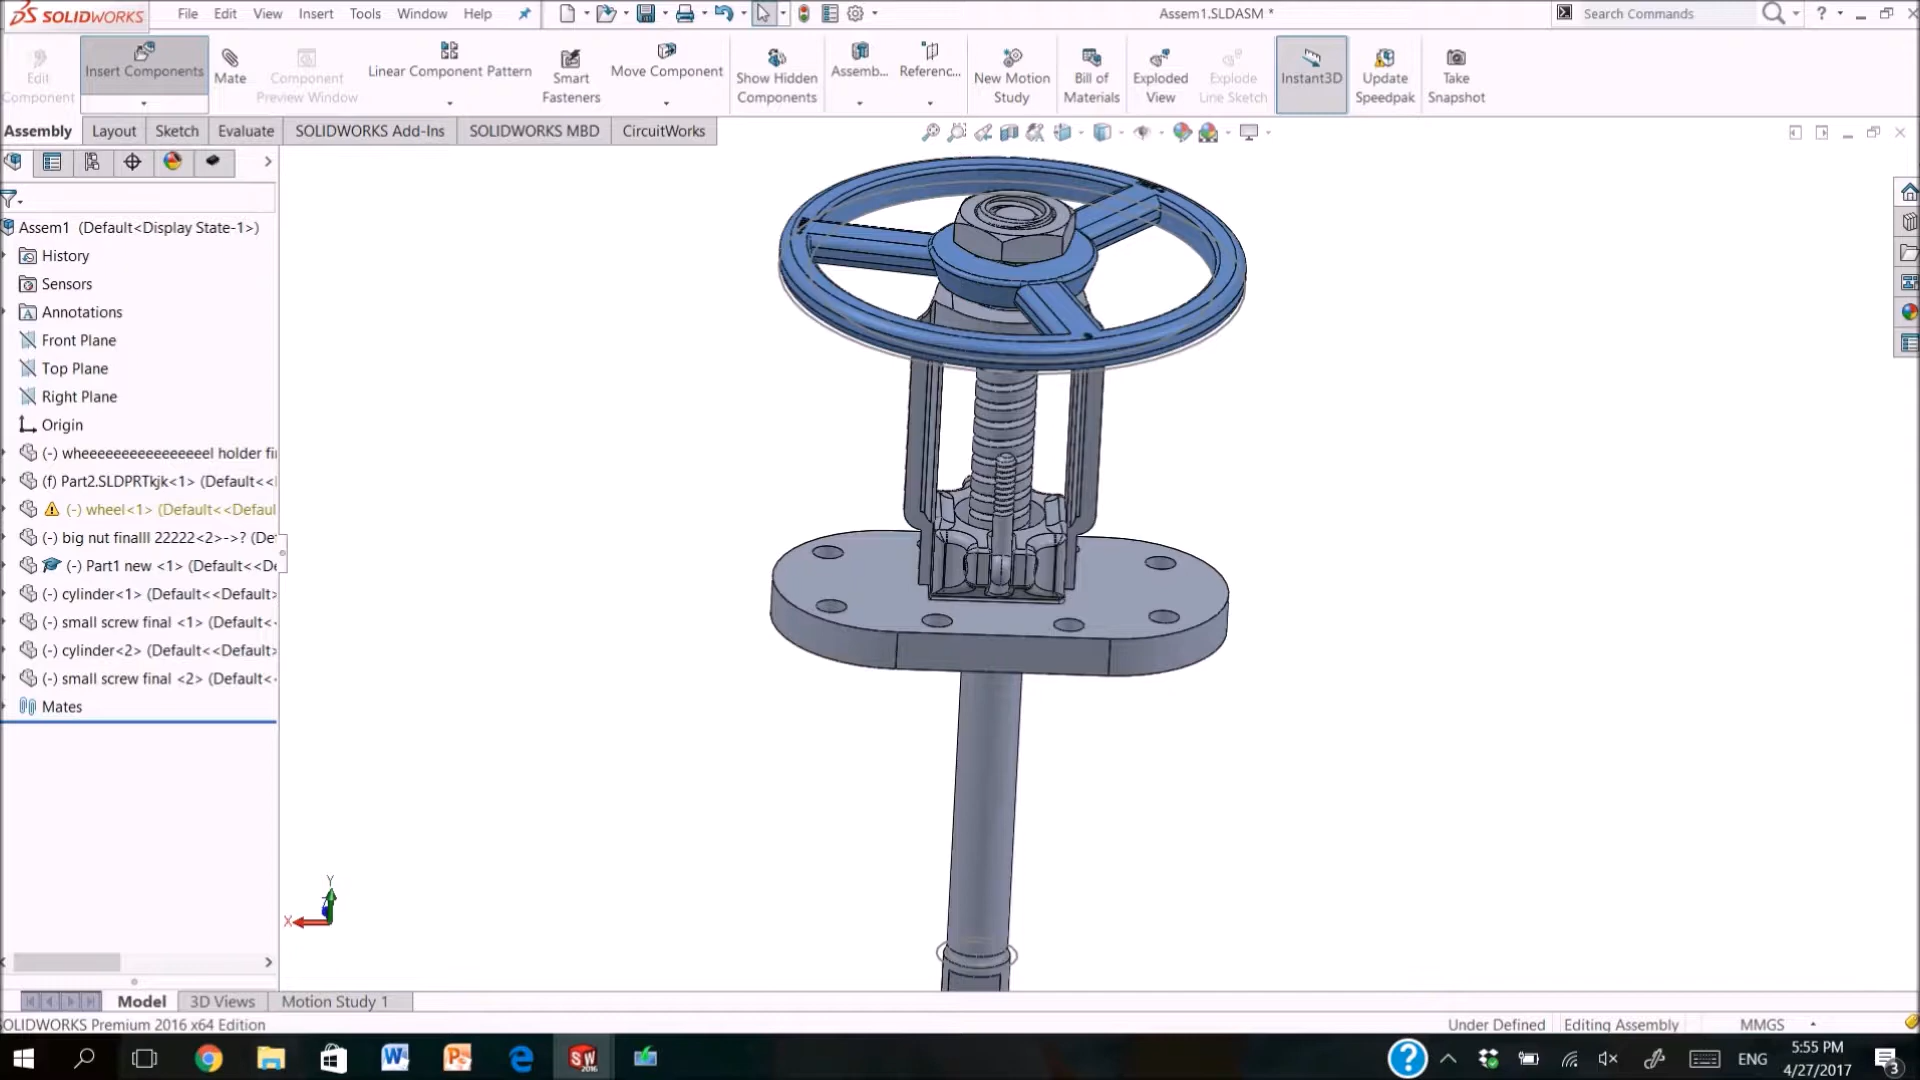 SOLIDWORKS File Edit View Insert Tools Window Help Assem1.SLDASM * Search Commands ?
Edit Component
Insert Components
Mate
Component Preview Window
Linear Component Pattern
Smart Fasteners
Move Component
Show Hidden Components
Assemb...
Referenc...
New Motion Study
Bill of Materials
Exploded View
Explode Line Sketch
Instant3D
Update Speedpak
Take Snapshot
Assembly Layout Sketch Evaluate SOLIDWORKS Add-Ins SOLIDWORKS MBD CircuitWorks
Assem1 (Default<Display State-1>)
History
Sensors
Annotations
Front Plane
Top Plane
Right Plane
Origin
(-) wheeeeeeeeeeeeeeeel holder fi
(f) Part2.SLDPRTkjk<1> (Default<<
(-) wheel<1> (Default<<Defaul
(-) big nut finalll 22222<2>->? (De
(-) Part1 new <1> (Default<<De
(-) cylinder<1> (Default<<Default>
(-) small screw final <1> (Default<
(-) cylinder<2> (Default<<Default>
(-) small screw final <2> (Default<
Mates
Y
X
Model 3D Views Motion Study 1
SOLIDWORKS Premium 2016 x64 Edition Under Defined Editing Assembly MMGS
ENG 5:55 PM
4/27/2017 3